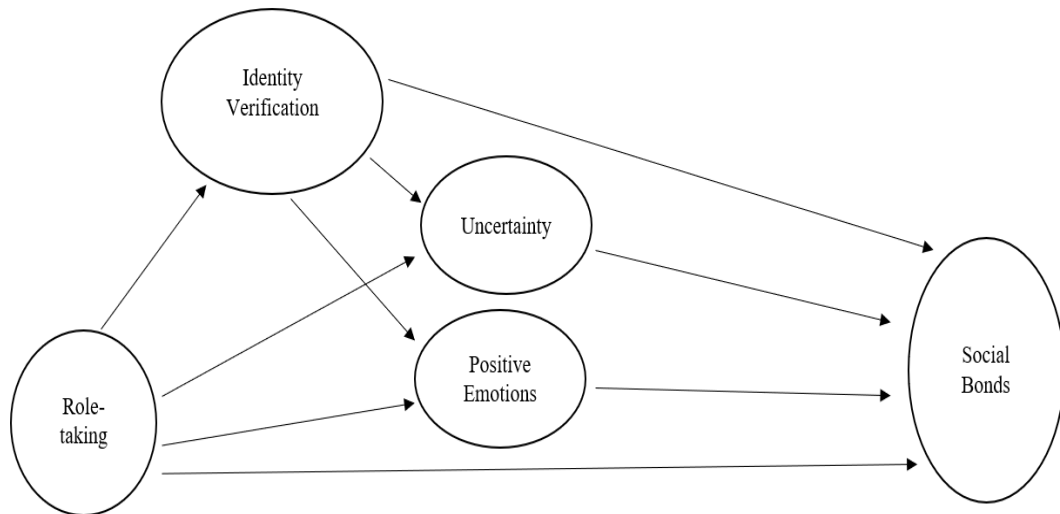 Identity
Verification
Uncertainty
Positive
Emotions
Social
Bonds
Role-
taking